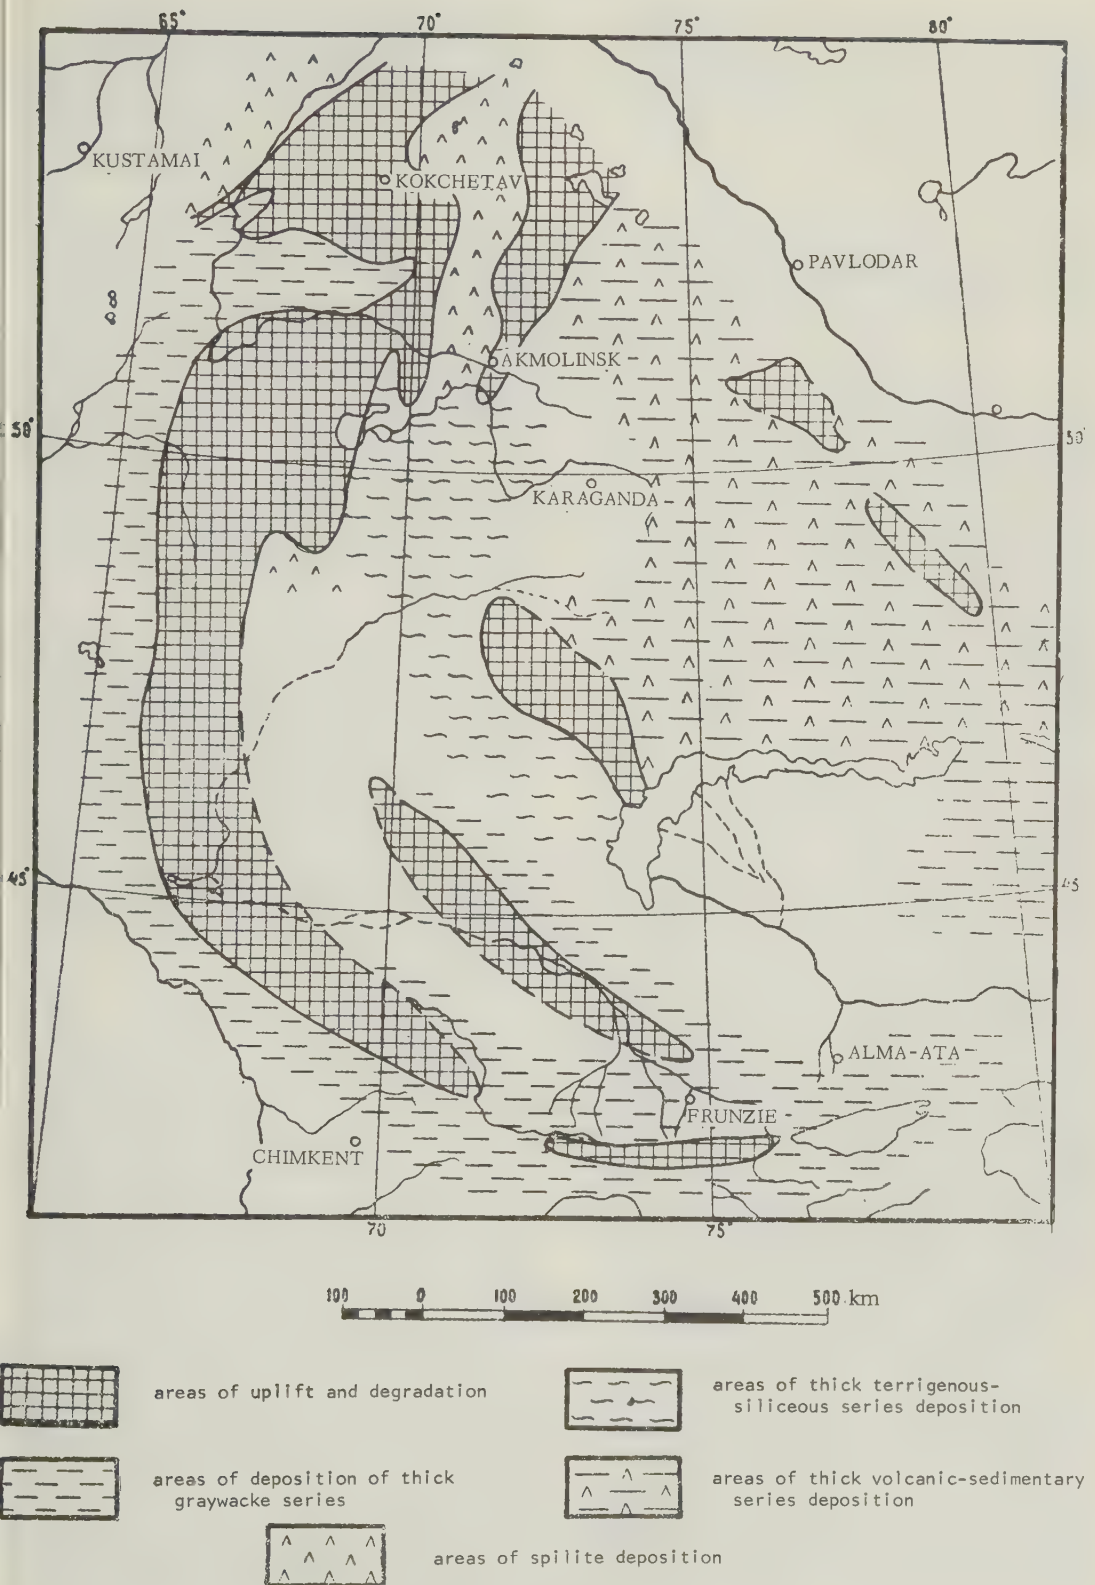 65° 70° 75° 80°
KUSTAMAI
KOKCHETAV
PAVLODAR
AKMOLINSK
50° 50°
KARAGANDA
45° 45
ALMA-ATA
FRUNZIE
CHIMKENT
70 75°
100 0 100 200 300 400 500 km
areas of uplift and degradation
areas of thick terrigenous-
siliceous series deposition
areas of deposition of thick
graywacke series
areas of thick volcanic-sedimentary
series deposition
areas of spilite deposition